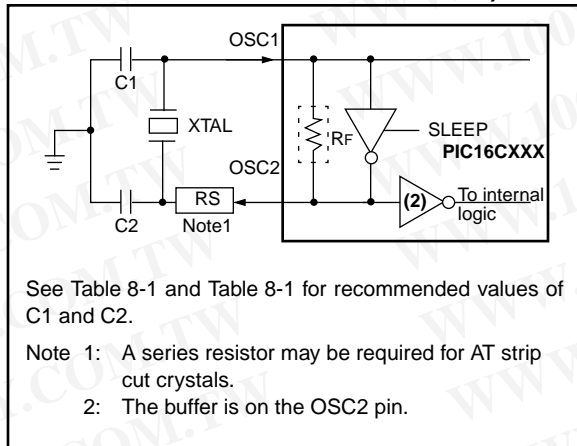 OSC1
C1
XTAL
RF
SLEEP
PIC16CXXX
OSC2
RS
(2)
To internal
logic
C2
Note1
See Table 8-1 and Table 8-1 for recommended values of
C1 and C2.
Note 1: A series resistor may be required for AT strip
cut crystals.
2: The buffer is on the OSC2 pin.